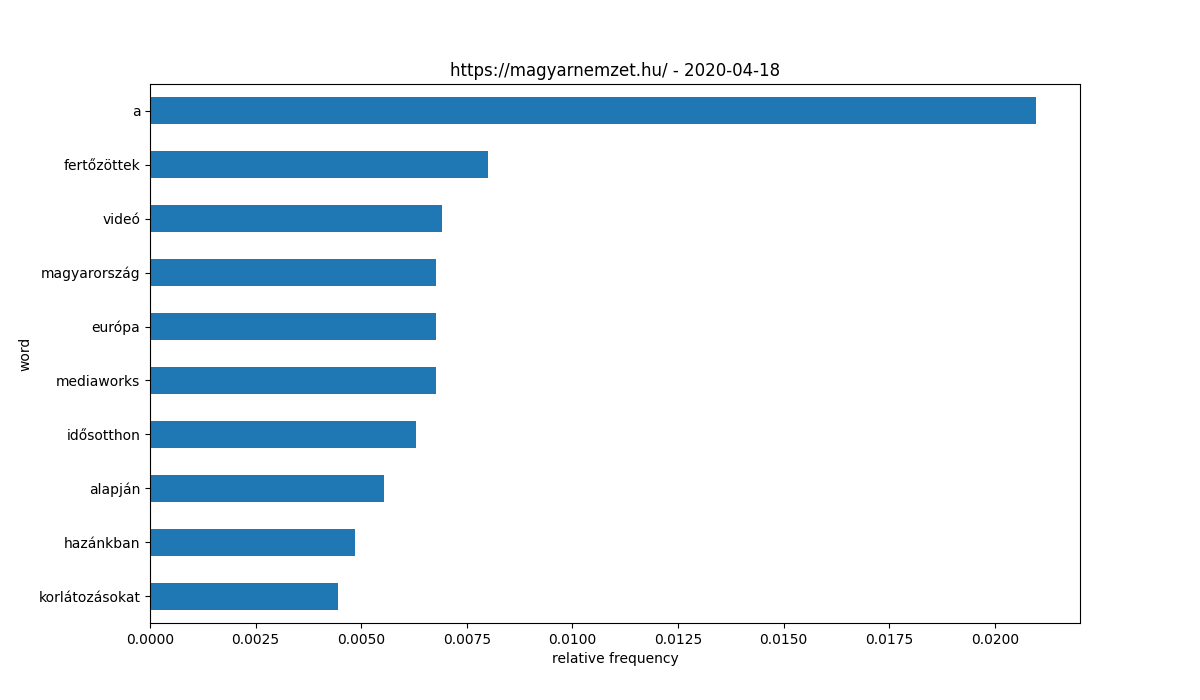 https://magyarnemzet.hu/ - 2020-04-18
word
a
fertőzöttek
videó
magyarország
európa
mediaworks
idősotthon
alapján
hazánkban
korlátozásokat
0.0000 0.0025 0.0050 0.0075 0.0100 0.0125 0.0150 0.0175 0.0200
relative frequency